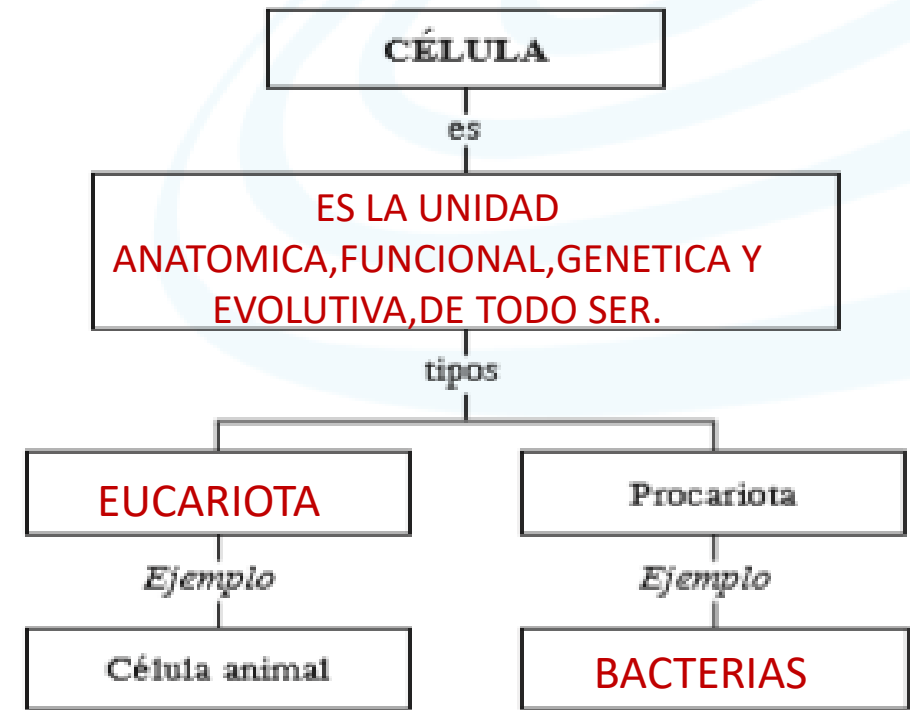 CÉLULA
es
ES LA UNIDAD
ANATOMICA,FUNCIONAL,GENETICA Y
EVOLUTIVA,DE TODO SER.
tipos
EUCARIOTA
Procariota
Ejemplo
Ejemplo
Célula animal
BACTERIAS